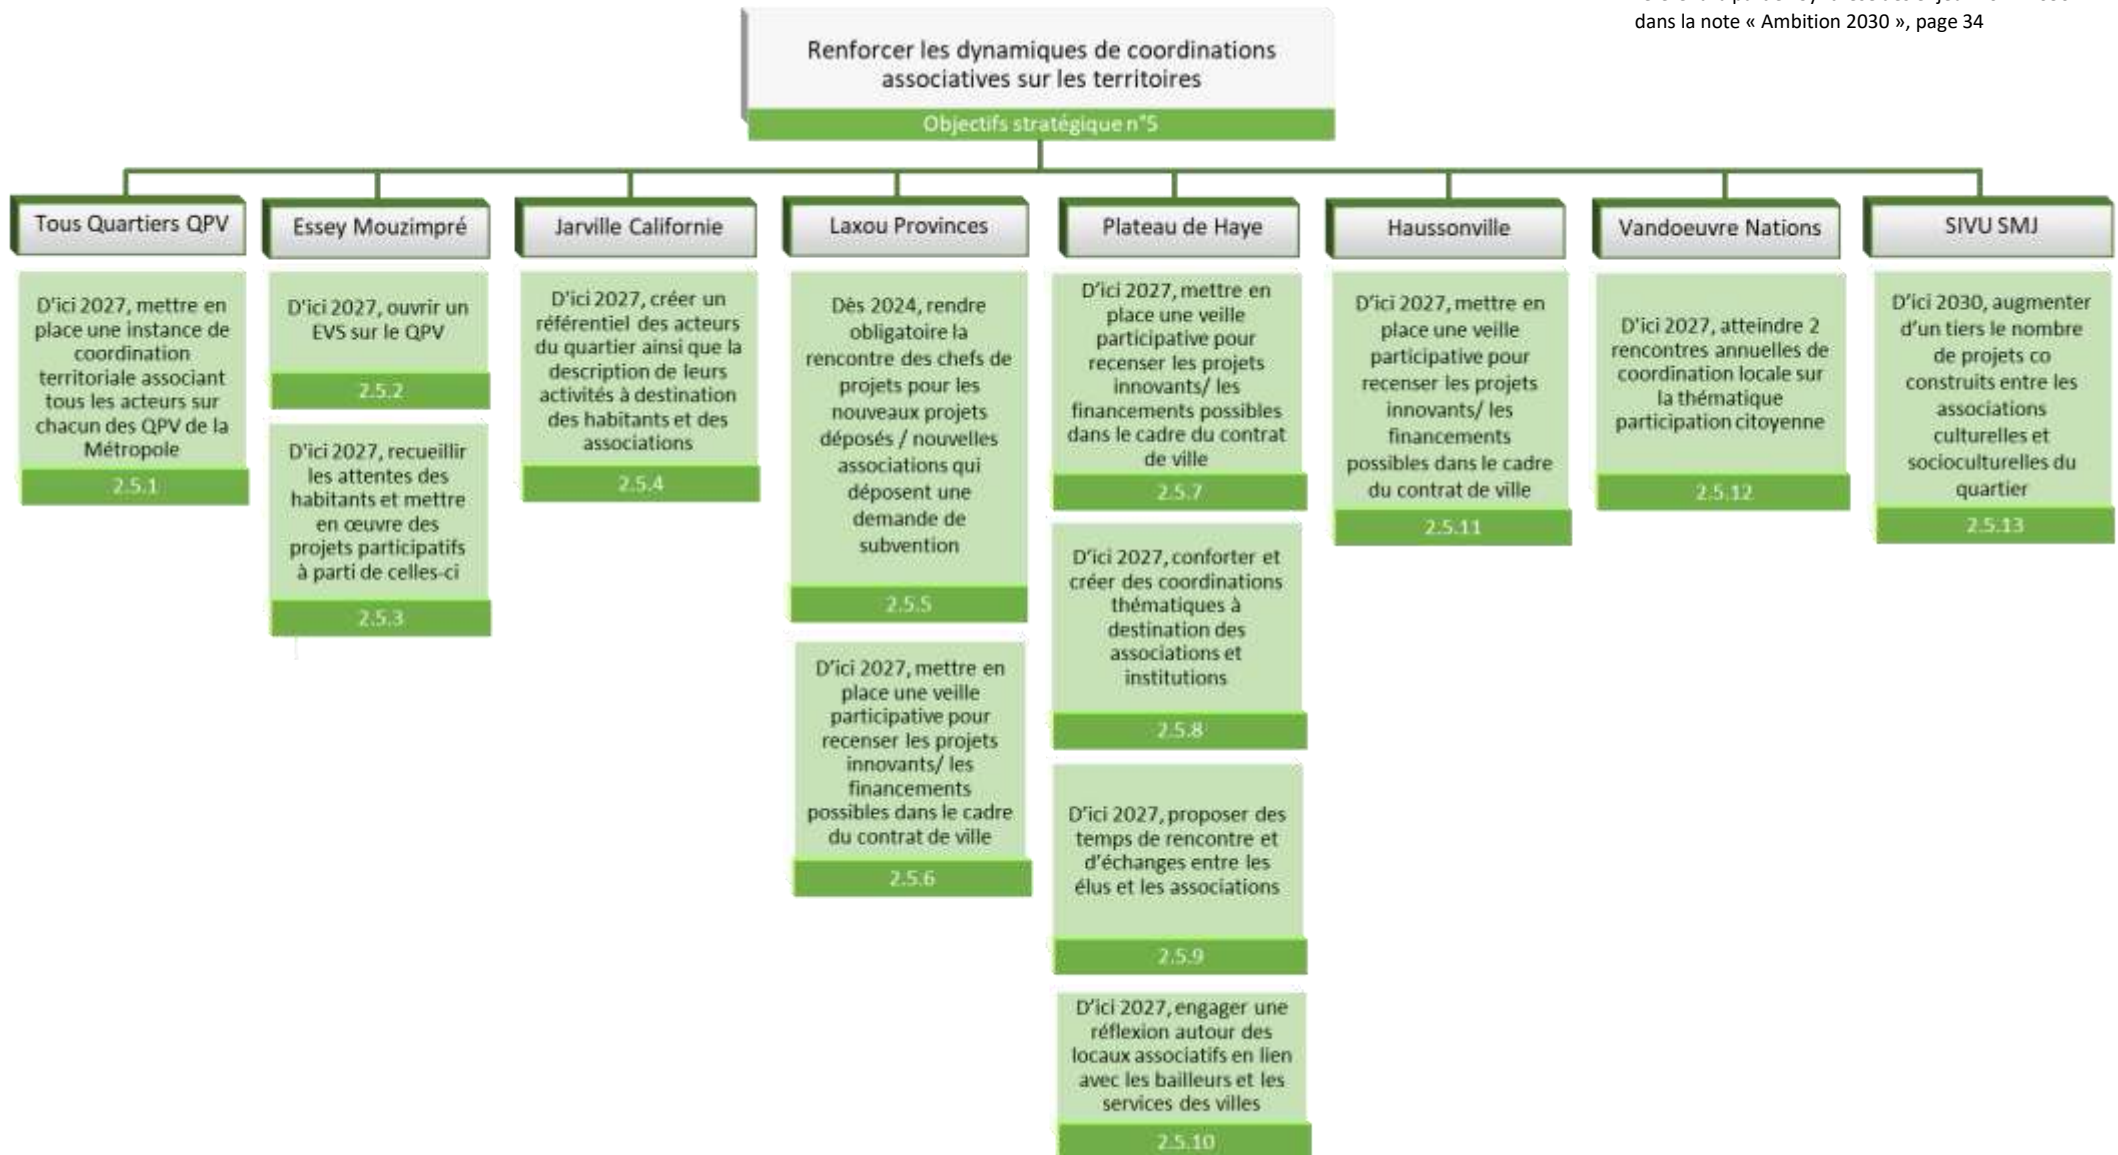 dans la note « Ambition 2030 », page 34
Renforcer les dynamiques de coordinations
associatives sur les territoires
Objectifs stratégique n°5
Tous Quartiers QPV
D'ici 2027, mettre en
place une instance de
coordination
territoriale associant
tous les acteurs sur
chacun des QPV de la
Métropole
2.5.1
Essey Mouzimpré
D'ici 2027, ouvrir un
EVS sur le QPV
2.5.2
D'ici 2027, recueillir
les attentes des
habitants et mettre
en œuvre des
projets participatifs
à parti de celles-ci
2.5.3
Jarville Californie
D'ici 2027, créer un
référentiel des acteurs
du quartier ainsi que la
description de leurs
activités à destination
des habitants et des
associations
2.5.4
Laxou Provinces
Dès 2024, rendre
obligatoire la
rencontre des chefs de
projets pour les
nouveaux projets
déposés / nouvelles
associations qui
déposent une
demande de
subvention
2.5.5
D'ici 2027, mettre en
place une veille
participative pour
recenser les projets
innovants/ les
financements
possibles dans le cadre
du contrat de ville
2.5.6
Plateau de Haye
D'ici 2027, mettre en
place une veille
participative pour
recenser les projets
innovants/ les
financements possibles
dans le cadre du contrat
de ville
2.5.7
D'ici 2027, conforter et
créer des coordinations
thématiques à
destination des
associations et
institutions
2.5.8
D'ici 2027, proposer des
temps de rencontre et
d'échanges entre les
élus et les associations
2.5.9
D'ici 2027, engager une
réflexion autour des
locaux associatifs en lien
avec les bailleurs et les
services des villes
2.5.10
Haussonville
D'ici 2027, mettre en
place une veille
participative pour
recenser les projets
innovants/ les
financements
possibles dans le cadre
du contrat de ville
2.5.11
Vandoeuvre Nations
D'ici 2027, atteindre 2
rencontres annuelles de
coordination locale sur
la thématique
participation citoyenne
2.5.12
SIVU SMJ
D'ici 2030, augmenter
d'un tiers le nombre
de projets co
construits entre les
associations
culturelles et
socioculturelles du
quartier
2.5.13